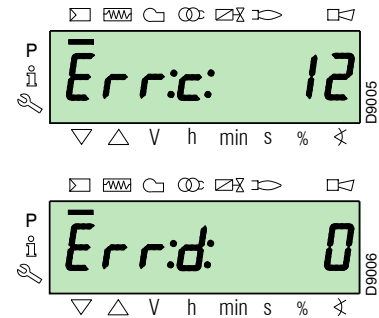 P
Err:c: 12
D9005
V h min s %
P
Err:d: 0
D9006
V h min s %